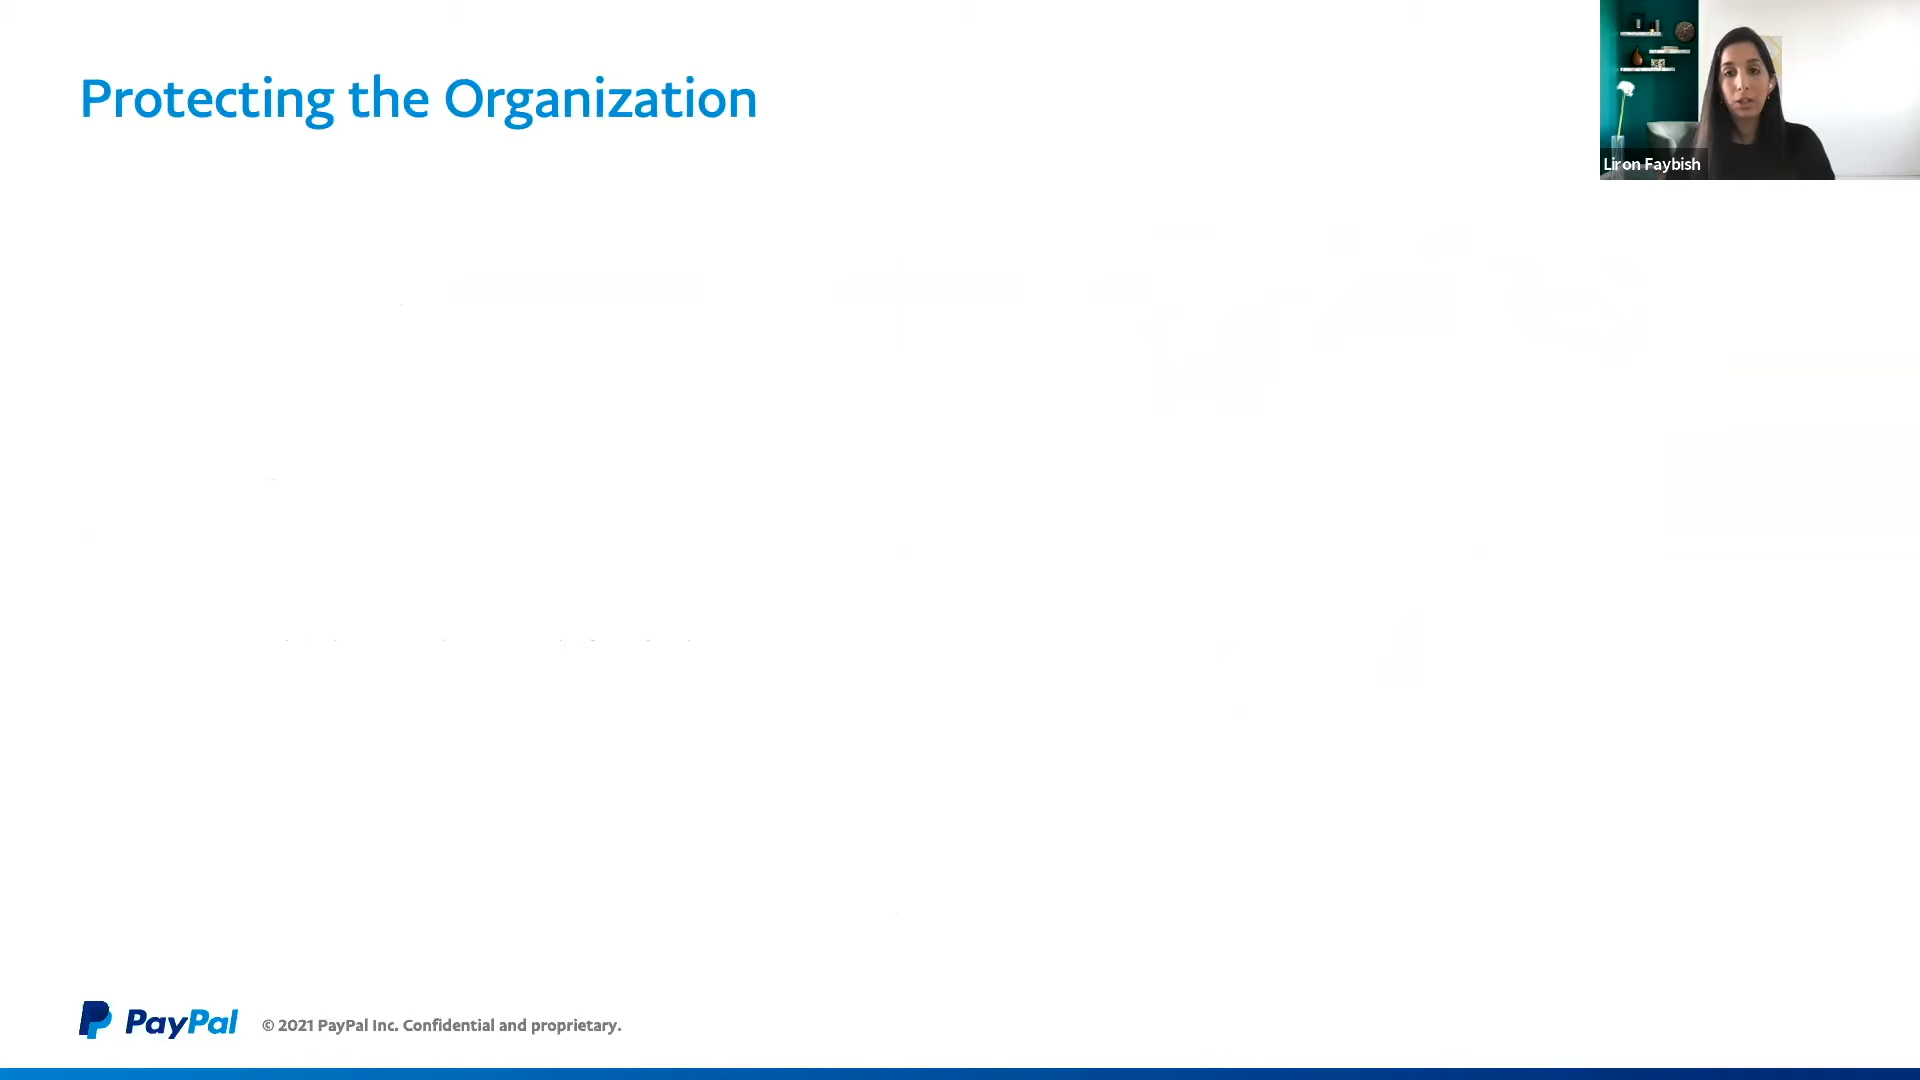 Protecting the Organization
Liron Faybish
PayPal
© 2021 PayPal Inc. Confidential and proprietary.